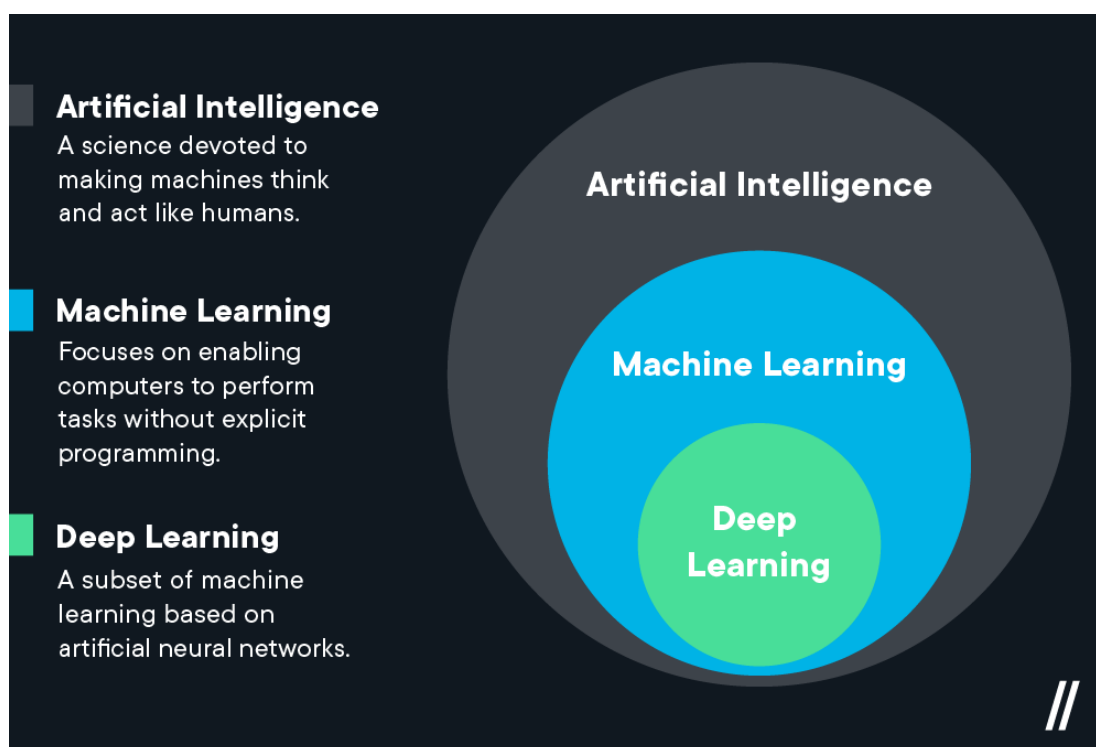 Artificial Intelligence
A science devoted to
making machines think
and act like humans.
Machine Learning
Focuses on enabling
computers to perform
tasks without explicit
programming.
Deep Learning
A subset of machine
learning based on
artificial neural networks.
Artificial Intelligence
Machine Learning
Deep
Learning
//